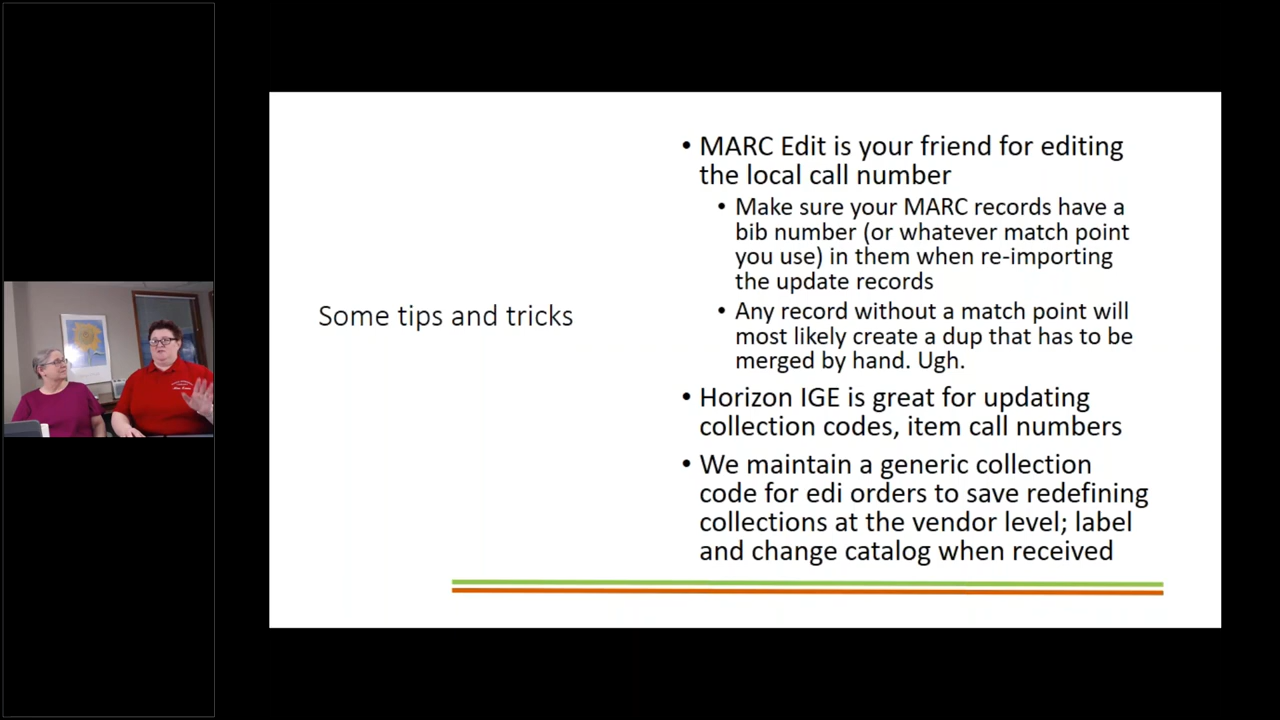 Some tips and tricks
• MARC Edit is your friend for editing
the local call number
• Make sure your MARC records have a
bib number (or whatever match point
you use) in them when re-importing
the update records
• Any record without a match point will
most likely create a dup that has to be
merged by hand. Ugh.
• Horizon IGE is great for updating
collection codes, item call numbers
• We maintain a generic collection
code for edi orders to save redefining
collections at the vendor level; label
and change catalog when received